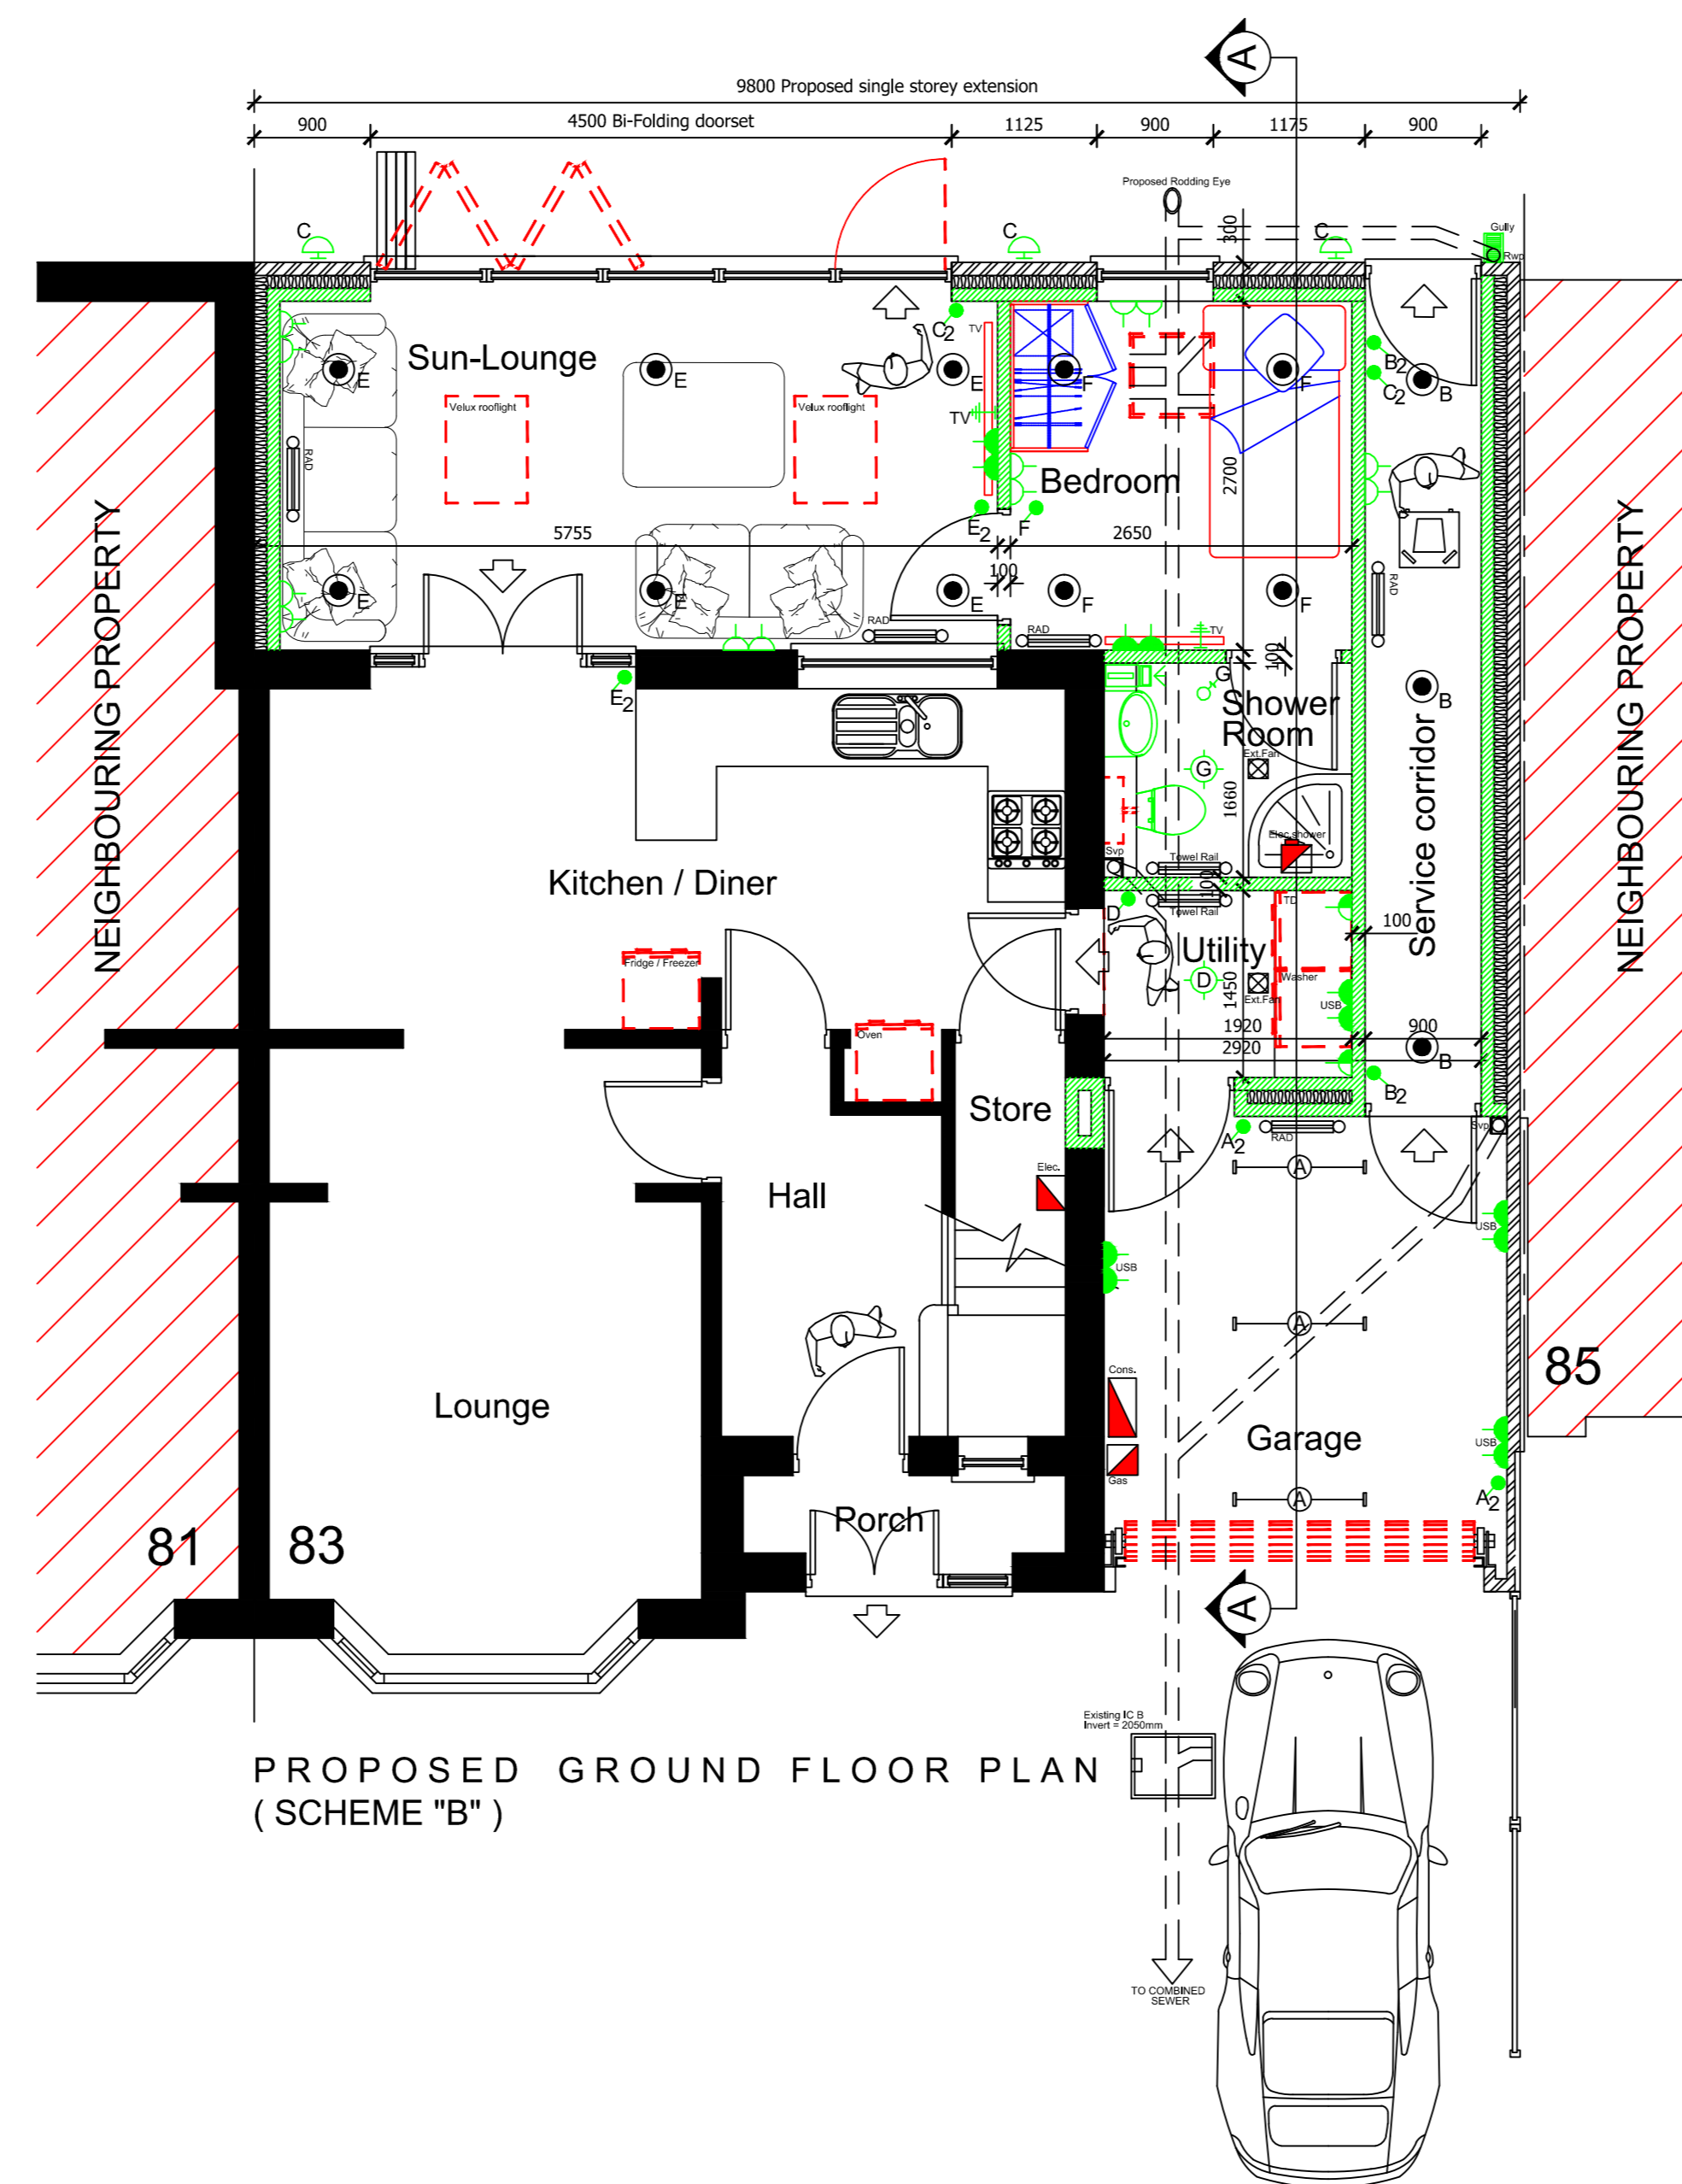 A
9800 Proposed single storey extension
900
4500 Bi-Folding doorset
1125
900
1175
900
Proposed Rodding Eye
300
C
C
C
Gully
Rwp
C2
TV
B2
C2
B
Sun-Lounge
E
E
E
F
F
Velux rooflight
Velux rooflight
TV
RAD
Bedroom
2700
NEIGHBOURING PROPERTY
NEIGHBOURING PROPERTY
5755
E2
F
2650
100
E
E
E
F
F
RAD
RAD
RAD
TV
100
E2
G
Shower
Room
B
Ext.Fan
G
1660
Elec.shower
Service corridor
Svp
Towel Rail
100
Towel Rail
Kitchen / Diner
D
TD
100
Utility
Fridge / Freezer
D
1450
Ext.Fan
Washer
USB
Oven
1920
900
2920
B
B2
Store
A2
RAD
Svp
Elec.
A
Hall
USB
USB
A
85
Cons.
Lounge
Garage
USB
Gas
A
A2
Porch
81
83
A
Existing IC B
Invert = 2050mm
PROPOSED GROUND FLOOR PLAN
( SCHEME "B" )
TO COMBINED
SEWER